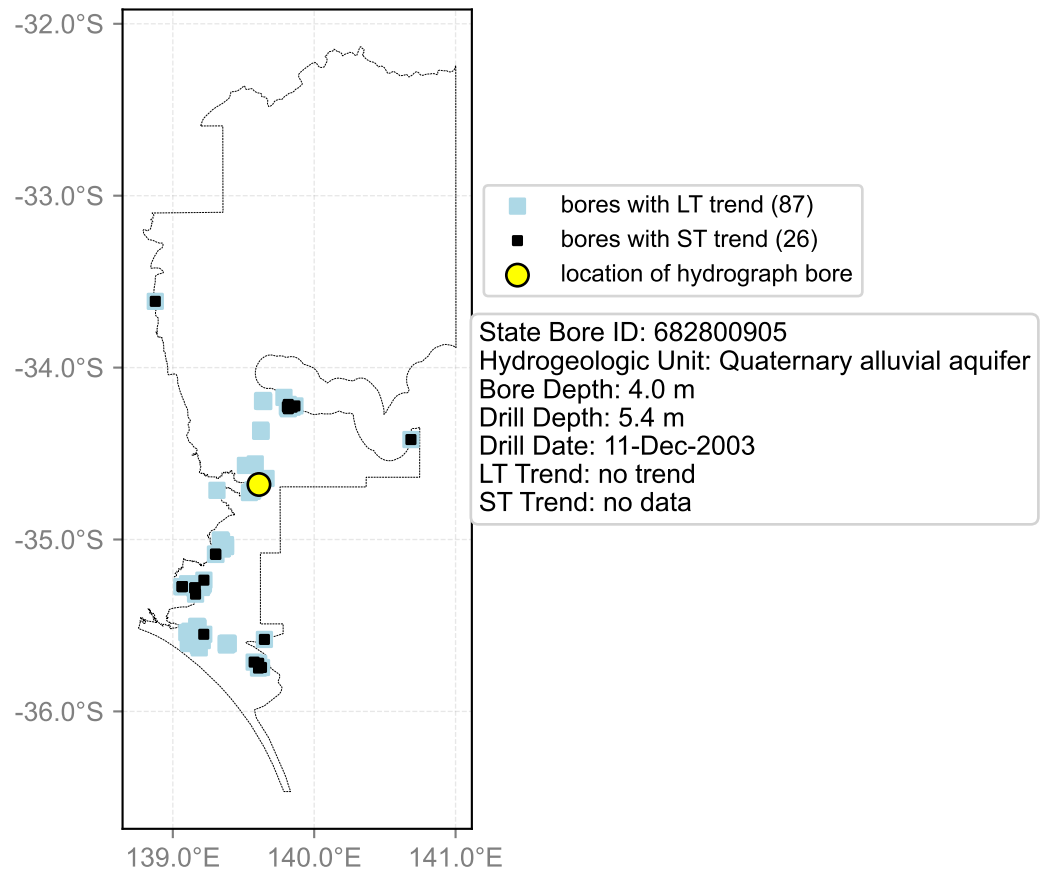 -32.0°S
-33.0°S
-34.0°S
-35.0°S
-36.0°S
139.0°E 140.0°E 141.0°E
bores with LT trend (87)
bores with ST trend (26)
location of hydrograph bore
State Bore ID: 682800905
Hydrogeologic Unit: Quaternary alluvial aquifer
Bore Depth: 4.0 m
Drill Depth: 5.4 m
Drill Date: 11-Dec-2003
LT Trend: no trend
ST Trend: no data